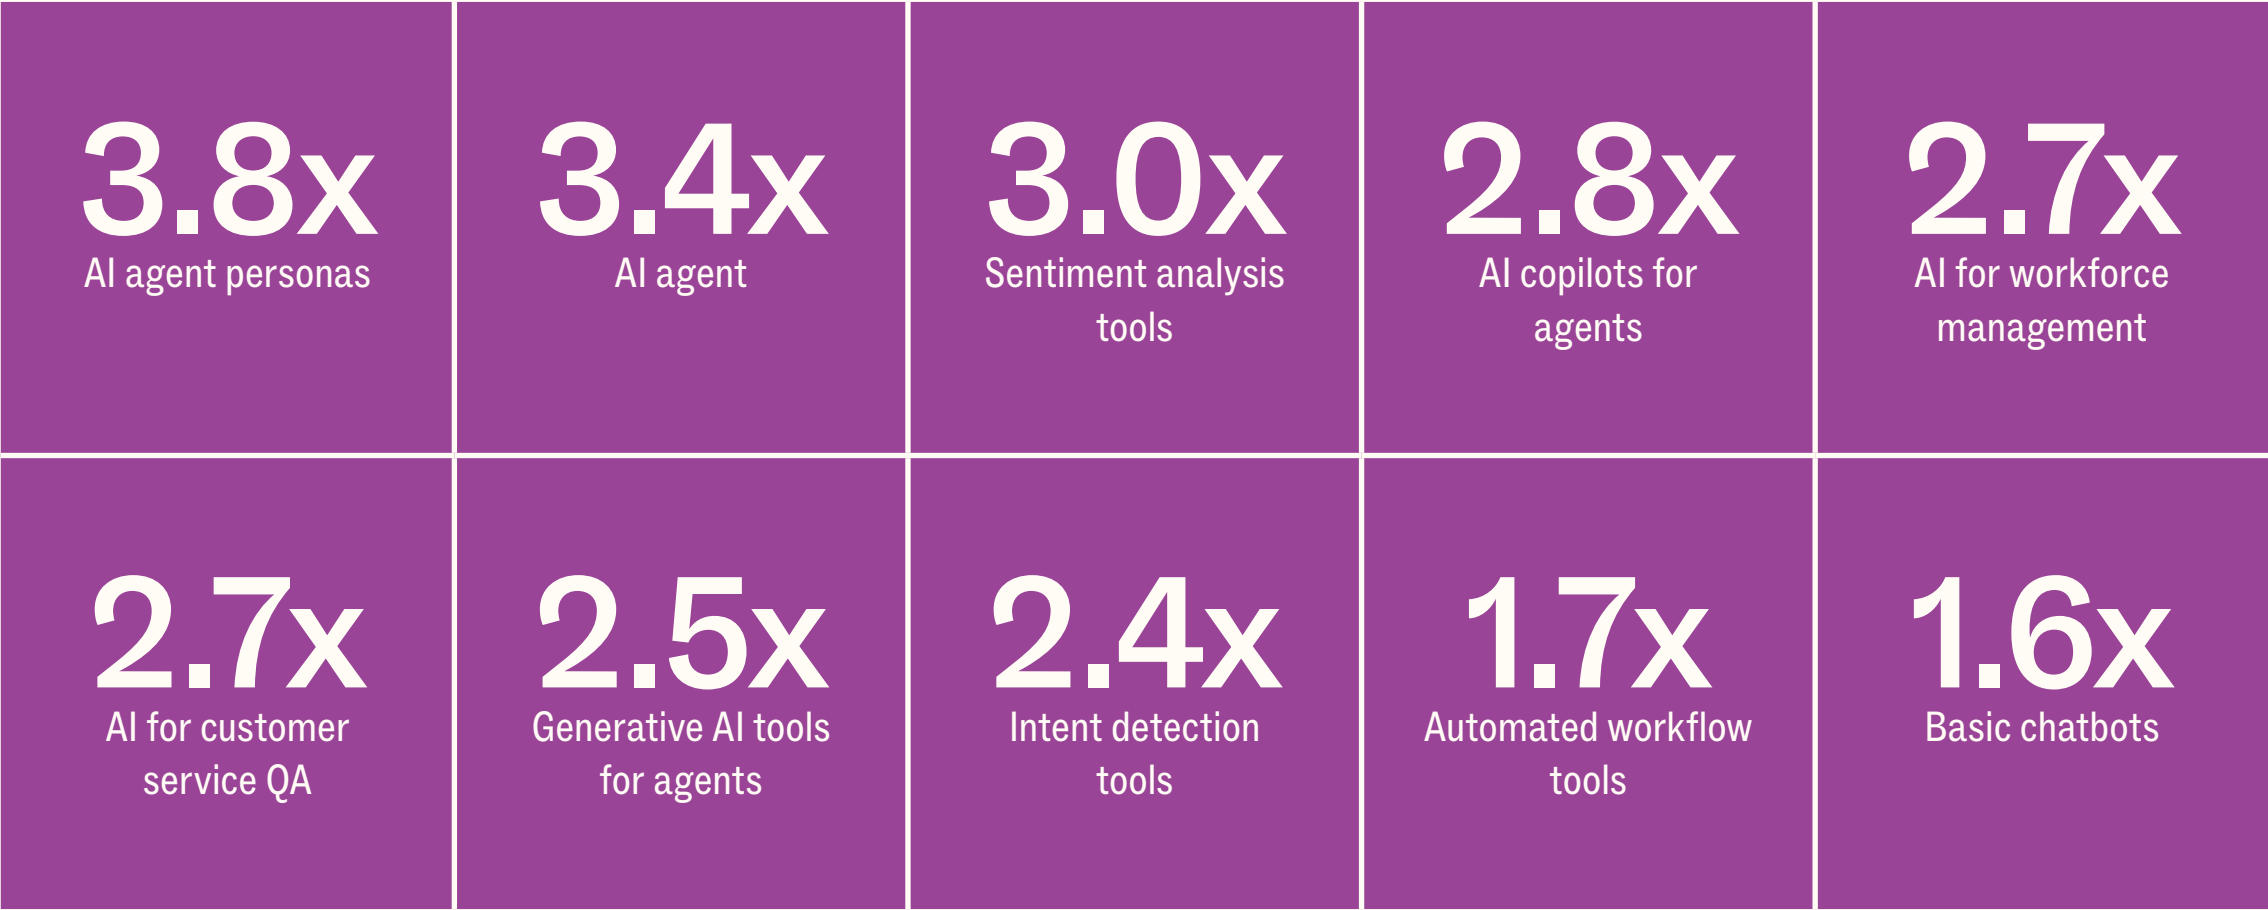 3.8x
AI agent personas
3.4x
AI agent
3.0x
Sentiment analysis
tools
2.8x
AI copilots for
agents
2.7x
AI for workforce
management
2.7x
AI for customer
service QA
2.5x
Generative AI tools
for agents
2.4x
Intent detection
tools
1.7x
Automated workflow
tools
1.6x
Basic chatbots